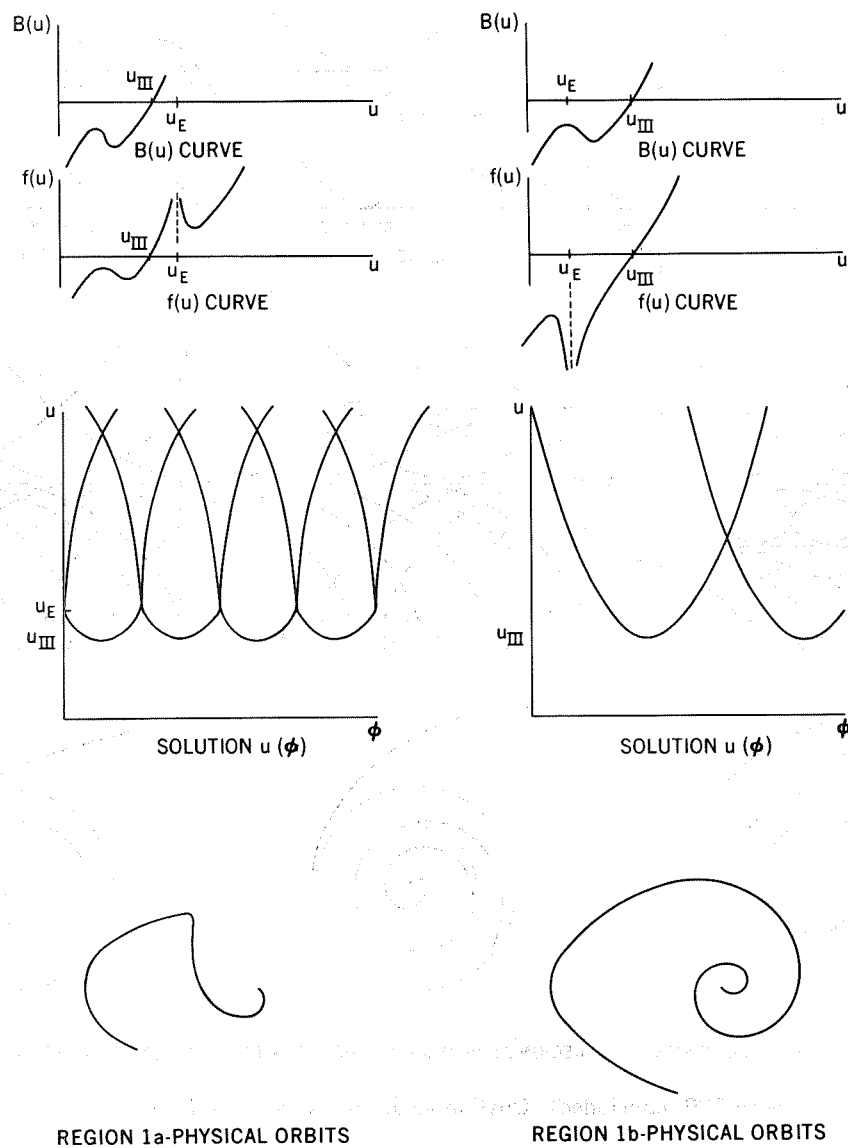 B(u)
u_III
u_E
u
B(u) CURVE
f(u)
u_III
u_E
u
f(u) CURVE
u
u_E
u_III
ϕ
SOLUTION u (ϕ)
REGION 1a-PHYSICAL ORBITS
B(u)
u_E
u_III
u
B(u) CURVE
f(u)
u_E
u_III
u
f(u) CURVE
u
u_III
ϕ
SOLUTION u (ϕ)
REGION 1b-PHYSICAL ORBITS